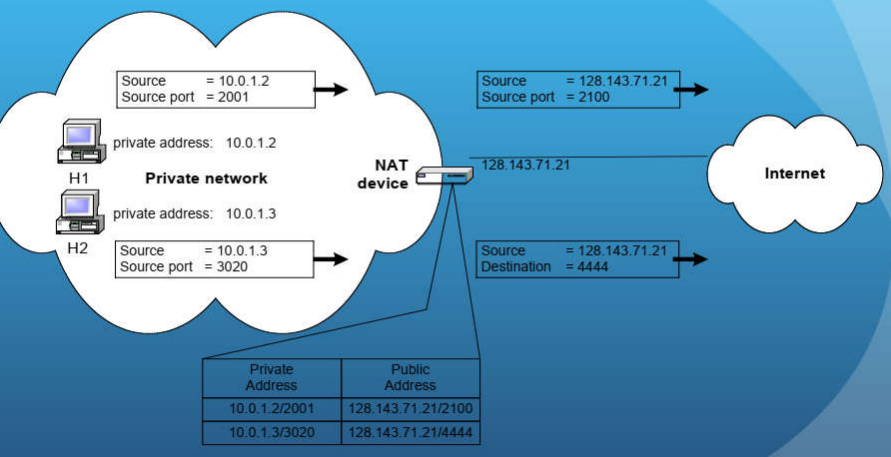 Source = 10.0.1.2
Source port = 2001
Source = 128.143.71.21
Source port = 2100
private address: 10.0.1.2
H1
Private network
NAT
device
128.143.71.21
Internet
private address: 10.0.1.3
H2
Source = 10.0.1.3
Source port = 3020
Source = 128.143.71.21
Destination = 4444
Private
Address
Public
Address
10.0.1.2/2001
128.143.71.21/2100
10.0.1.3/3020
128.143.71.21/4444